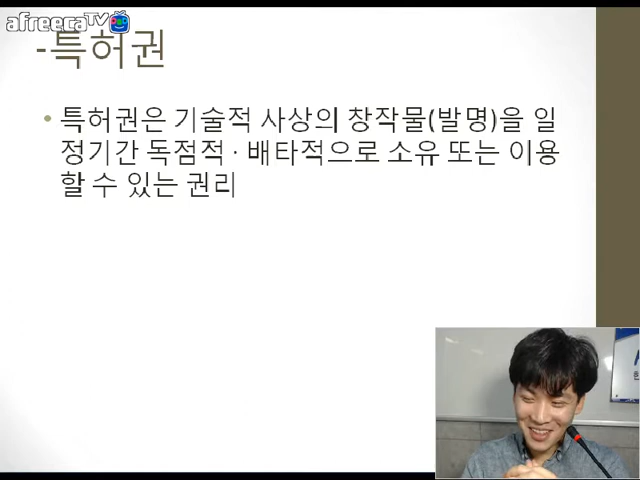 afreecaTV
-특허권
• 특허권은 기술적 사상의 창작물(발명)을 일
정기간 독점적 · 배타적으로 소유 또는 이용
할 수 있는 권리